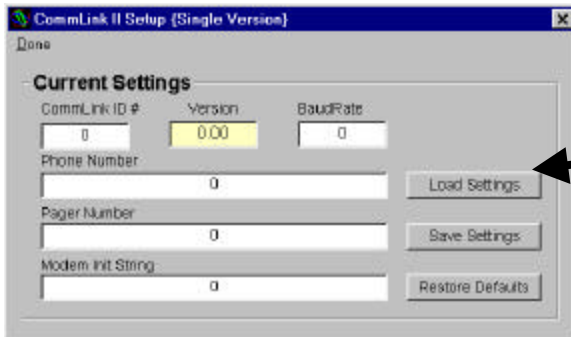 CommLink II Setup {Single Version}
Done
Current Settings
CommLink ID # Version BaudRate
0 0.00 0
Phone Number
0 Load Settings
Pager Number
0 Save Settings
Modem Init String
0 Restore Defaults